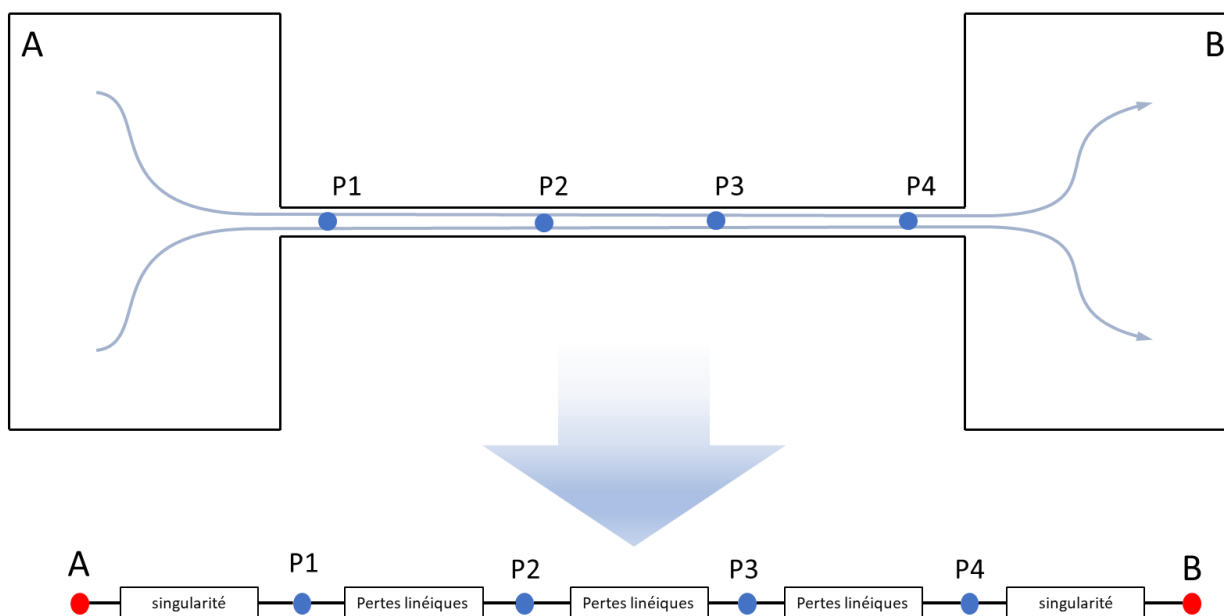 A
B
P1
P2
P3
P4
A
P1
P2
P3
P4
B
singularité
Pertes linéiques
Pertes linéiques
Pertes linéiques
singularité